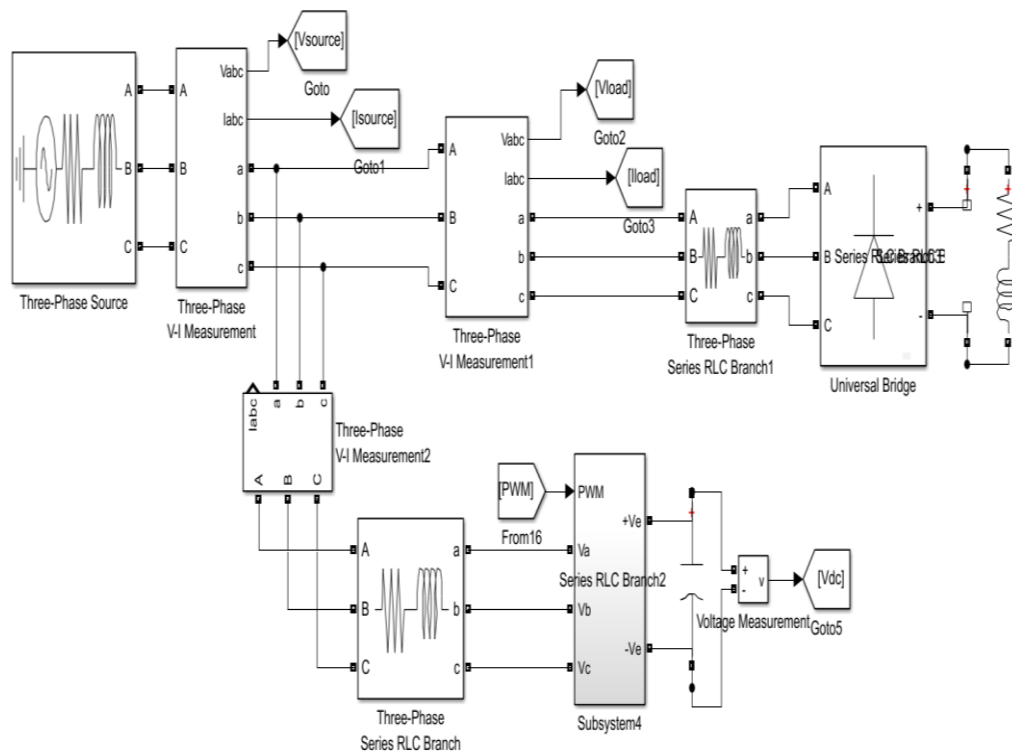 [Vsource]
Goto
Vabc
Iabc
A
B
C
A
B
C
a
b
c
Three-Phase Source
Three-Phase
V-I Measurement
[Isource]
Goto1
[Vload]
Goto2
[Iload]
Goto3
A
B
C
Vabc
Iabc
a
b
c
Three-Phase
V-I Measurement1
A
B
C
a
b
c
Three-Phase
Series RLC Branch1
A
B
C
+
-
Universal Bridge
Iabc
a
b
c
A
B
C
Three-Phase
V-I Measurement2
A
B
C
a
b
c
Three-Phase
Series RLC Branch
[PWM]
From16
PWM
Va
Vb
Vc
+Ve
-Ve
Series RLC Branch2
Subsystem4
+
-
v
Voltage Measurement
[Vdc]
Goto5